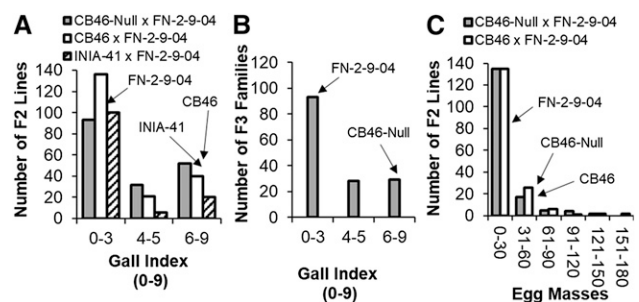 A
CB46-Null x FN-2-9-04
CB46 x FN-2-9-04
INIA-41 x FN-2-9-04
Number of F2 Lines
140
120
100
80
60
40
20
0
FN-2-9-04
CB46
INIA-41
0-3 4-5 6-9
Gall Index
(0-9)
B
Number of F3 Families
140
120
100
80
60
40
20
0
FN-2-9-04
CB46-Null
0-3 4-5 6-9
Gall Index
(0-9)
C
CB46-Null x FN-2-9-04
CB46 x FN-2-9-04
Number of F2 Lines
140
120
100
80
60
40
20
0
FN-2-9-04
CB46-Null
CB46
0-30
31-60
61-90
91-120
121-150
151-180
Egg Masses